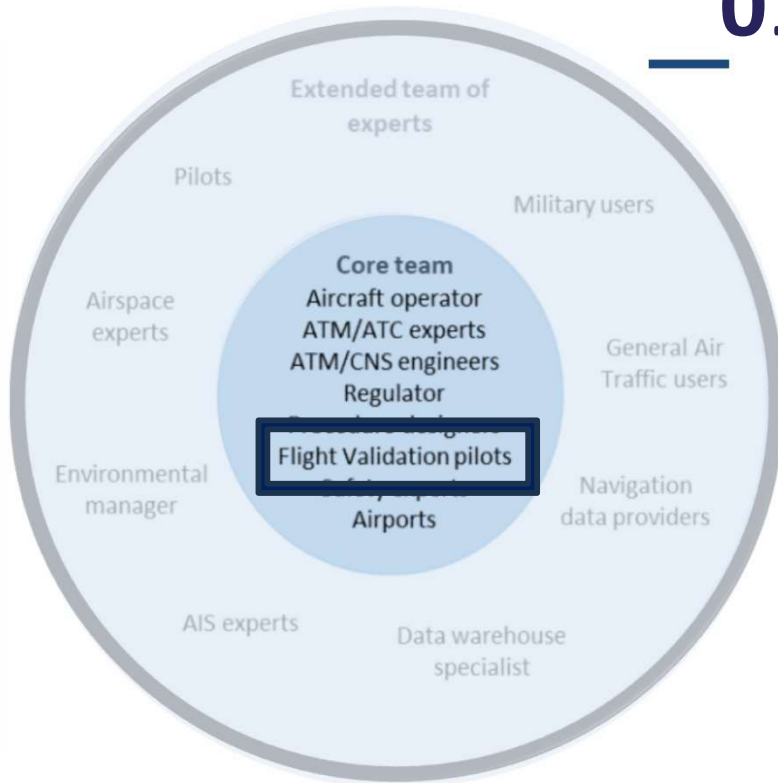 0
Extended team of
experts
Pilots
Military users
Core team
Aircraft operator
ATM/ATC experts
ATM/CNS engineers
Regulator
Flight Validation pilots
Airports
Airspace
experts
General Air
Traffic users
Environmental
manager
Navigation
data providers
AIS experts
Data warehouse
specialist